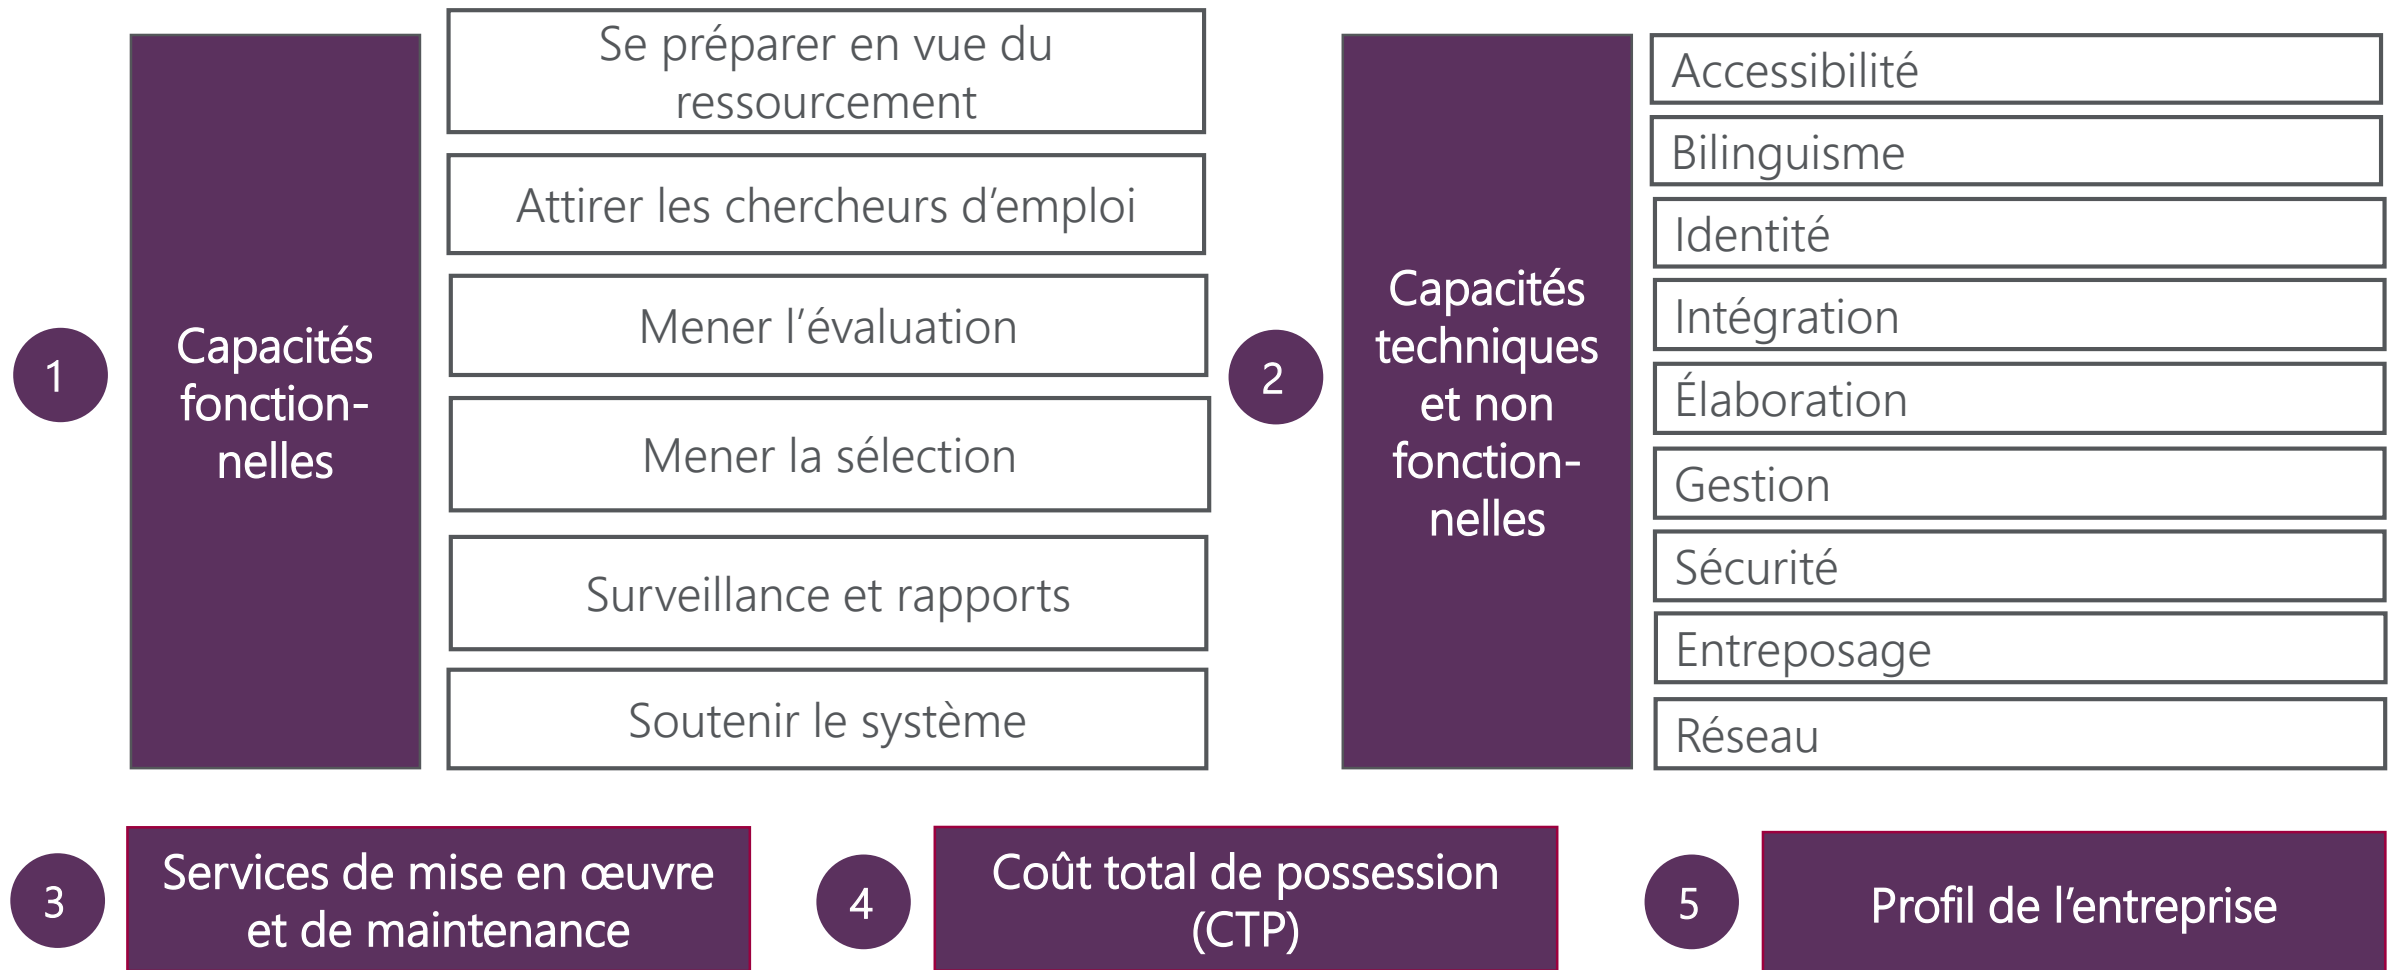 1
Capacités
fonction-
nelles
Se préparer en vue du
ressourcement
Attirer les chercheurs d’emploi
Mener l’évaluation
Mener la sélection
Surveillance et rapports
Soutenir le système
2
Capacités
techniques
et non
fonction-
nelles
Accessibilité
Bilinguisme
Identité
Intégration
Élaboration
Gestion
Sécurité
Entreposage
Réseau
3
Services de mise en œuvre
et de maintenance
4
Coût total de possession
(CTP)
5
Profil de l’entreprise